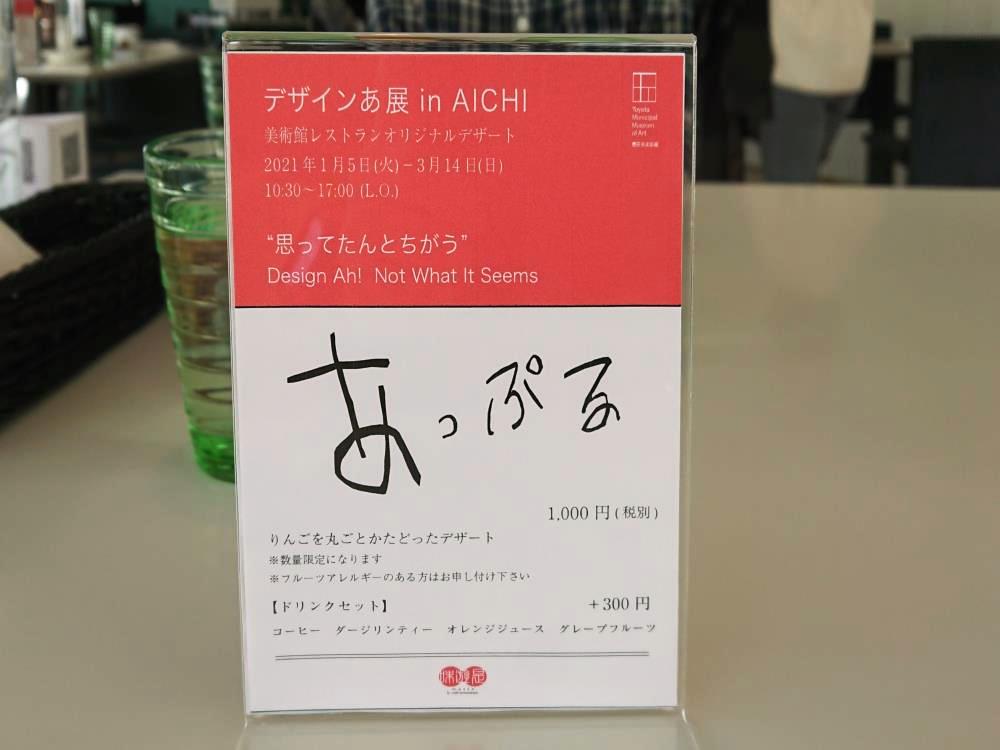 デザインあ展 in AICHI
美術館レストランオリジナルデザート
2021年1月5日(火)－3月14日(日)
10:30～17:00 (L.O.)
Toyota
Municipal
Museum
of Art
豊田市美術館
“思ってたんとちがう”
Design Ah! Not What It Seems
あっぷる
1,000 円 (税別)
りんごを丸ごとかたどったデザート
※数量限定になります
※フルーツアレルギーのある方はお申し付け下さい
【ドリンクセット】 ＋300 円
コーヒー ダージリンティー オレンジジュース グレープフルーツ